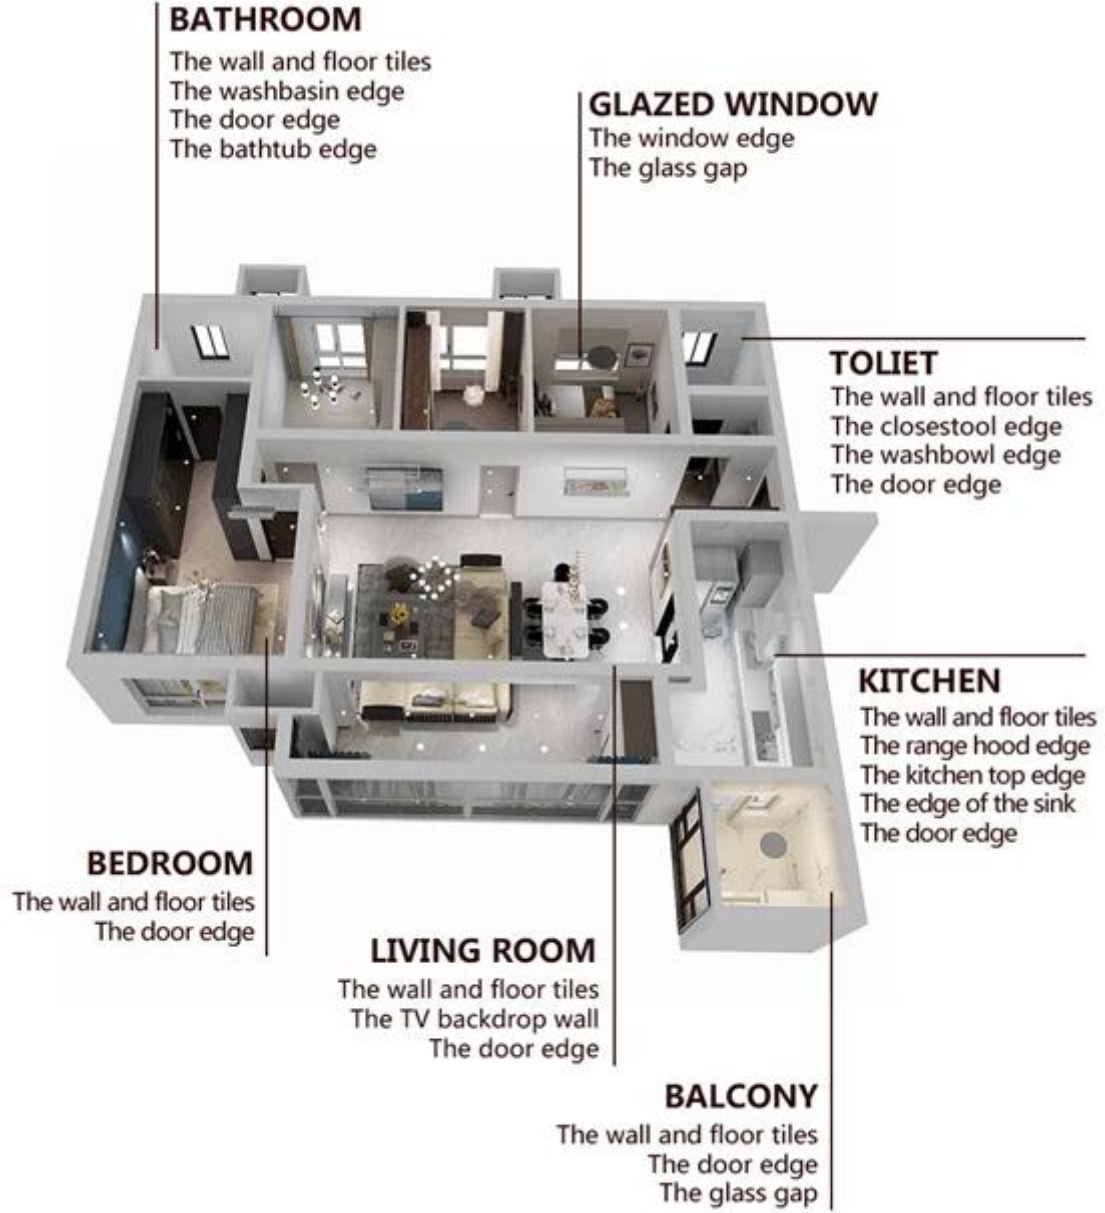 BATHROOM
The wall and floor tiles
The washbasin edge
The door edge
The bathtub edge
GLAZED WINDOW
The window edge
The glass gap
TOLIET
The wall and floor tiles
The closestool edge
The washbowl edge
The door edge
KITCHEN
The wall and floor tiles
The range hood edge
The kitchen top edge
The edge of the sink
The door edge
BEDROOM
The wall and floor tiles
The door edge
LIVING ROOM
The wall and floor tiles
The TV backdrop wall
The door edge
BALCONY
The wall and floor tiles
The door edge
The glass gap